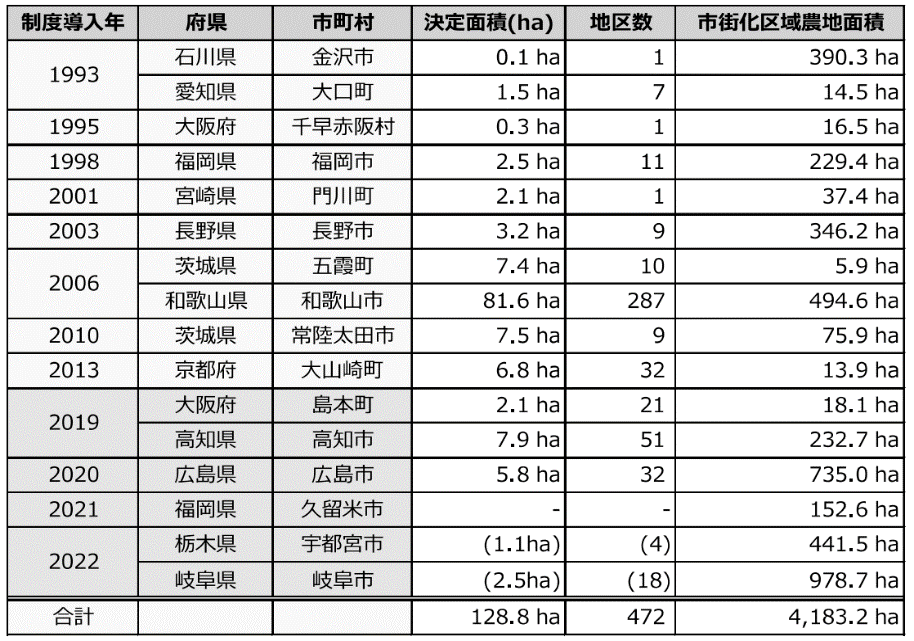 制度導入年 府県 市町村 決定面積(ha) 地区数 市街化区域農地面積
1993 石川県 金沢市 0.1 ha 1 390.3 ha
愛知県 大口町 1.5 ha 7 14.5 ha
1995 大阪府 千早赤阪村 0.3 ha 1 16.5 ha
1998 福岡県 福岡市 2.5 ha 11 229.4 ha
2001 宮崎県 門川町 2.1 ha 1 37.4 ha
2003 長野県 長野市 3.2 ha 9 346.2 ha
2006 茨城県 五霞町 7.4 ha 10 5.9 ha
和歌山県 和歌山市 81.6 ha 287 494.6 ha
2010 茨城県 常陸太田市 7.5 ha 9 75.9 ha
2013 京都府 大山崎町 6.8 ha 32 13.9 ha
2019 大阪府 島本町 2.1 ha 21 18.1 ha
高知県 高知市 7.9 ha 51 232.7 ha
2020 広島県 広島市 5.8 ha 32 735.0 ha
2021 福岡県 久留米市 - - 152.6 ha
2022 栃木県 宇都宮市 (1.1ha) (4) 441.5 ha
岐阜県 岐阜市 (2.5ha) (18) 978.7 ha
合計 128.8 ha 472 4,183.2 ha